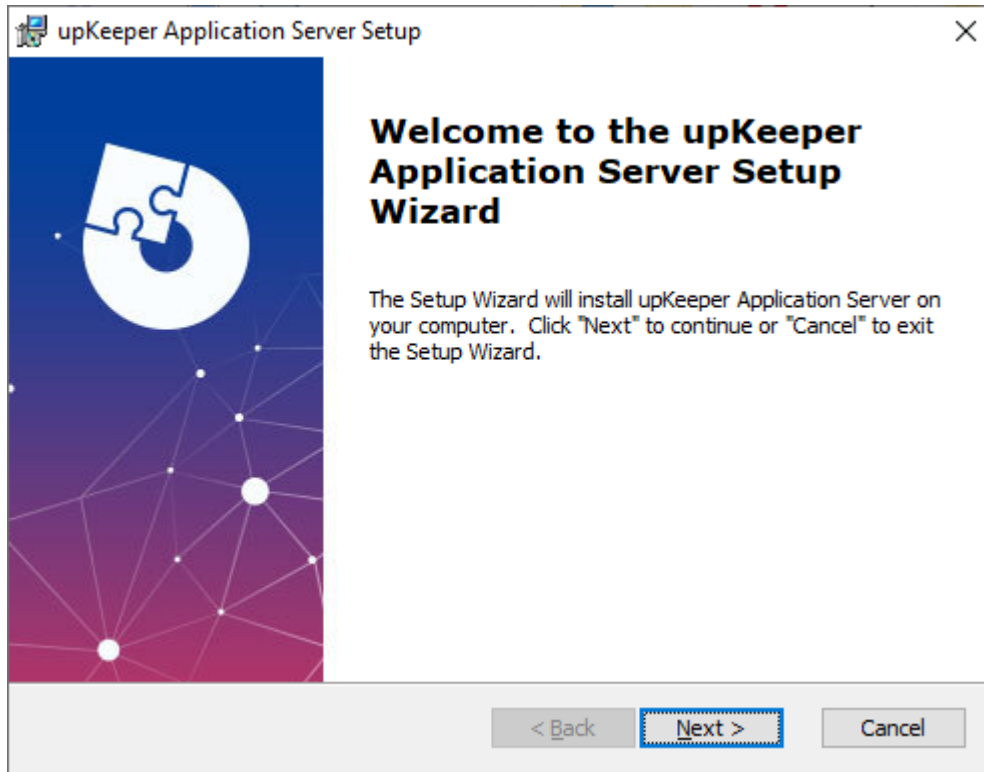 upKeeper Application Server Setup
Welcome to the upKeeper
Application Server Setup
Wizard
The Setup Wizard will install upKeeper Application Server on
your computer.  Click "Next" to continue or "Cancel" to exit
the Setup Wizard.
< Back
Next >
Cancel